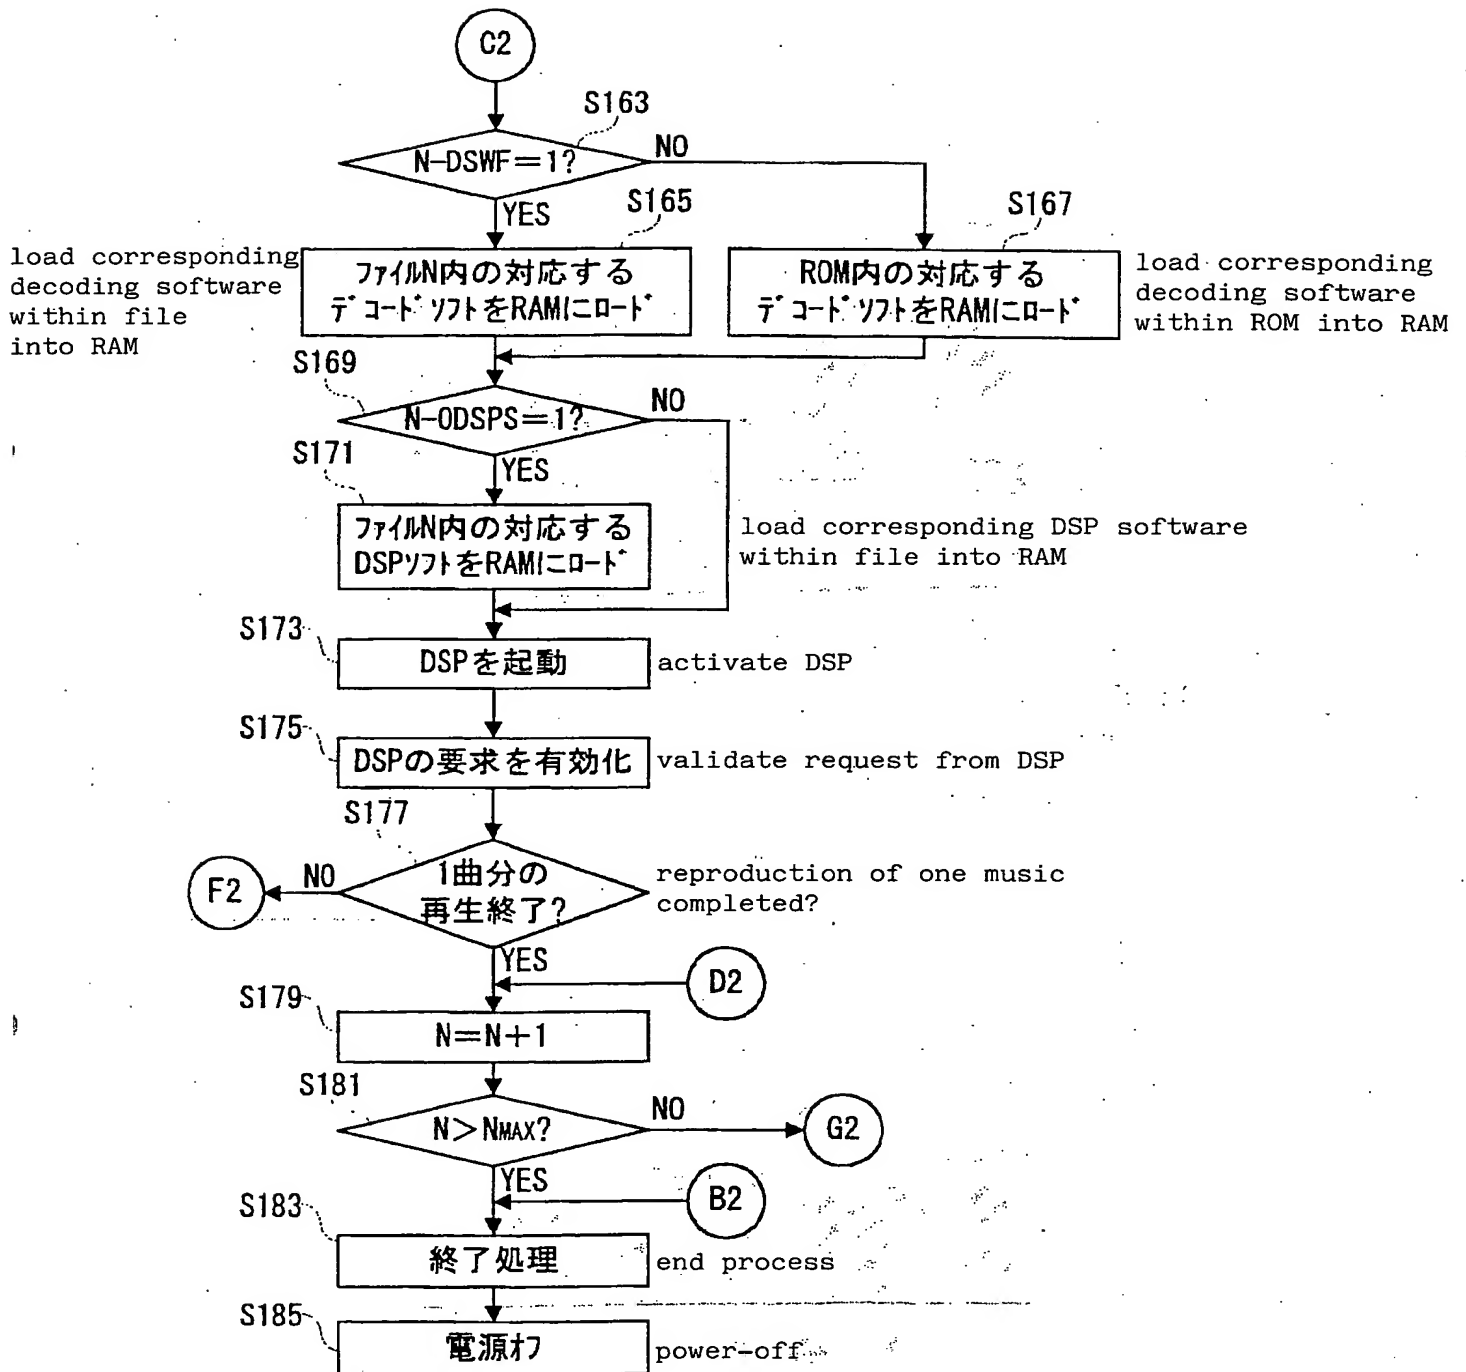 C2
S163
N-DSWF=1?
NO
YES
S165
S167
load corresponding
decoding software
within file
into RAM
ファイルN内の対応する
デコードソフトをRAMにロード
ROM内の対応する
デコードソフトをRAMにロード
load corresponding
decoding software
within ROM into RAM
S169
N-ODSPS=1?
NO
YES
S171
ファイルN内の対応する
DSPソフトをRAMにロード
load corresponding DSP software
within file into RAM
S173
DSPを起動
activate DSP
S175
DSPの要求を有効化
validate request from DSP
S177
1曲分の
再生終了?
reproduction of one music
completed?
NO
F2
YES
D2
S179
N=N+1
S181
N>NMAX?
NO
G2
YES
B2
S183
終了処理
end process
S185
電源オフ
power-off